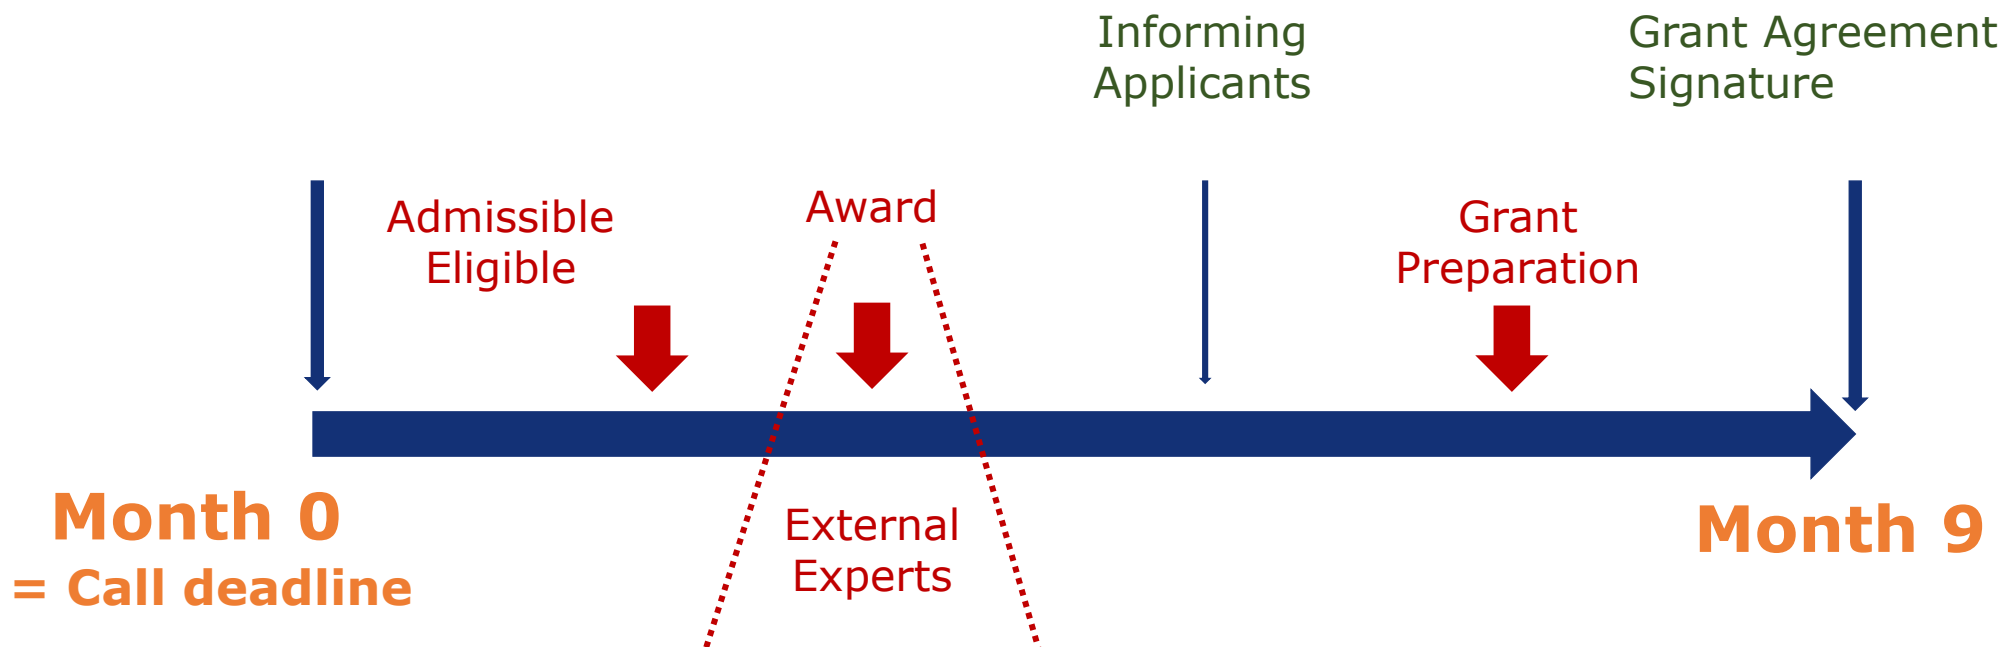 Informing
Applicants
Grant Agreement
Signature
Admissible
Eligible
Award
Grant
Preparation
Month 0
= Call deadline
External
Experts
Month 9